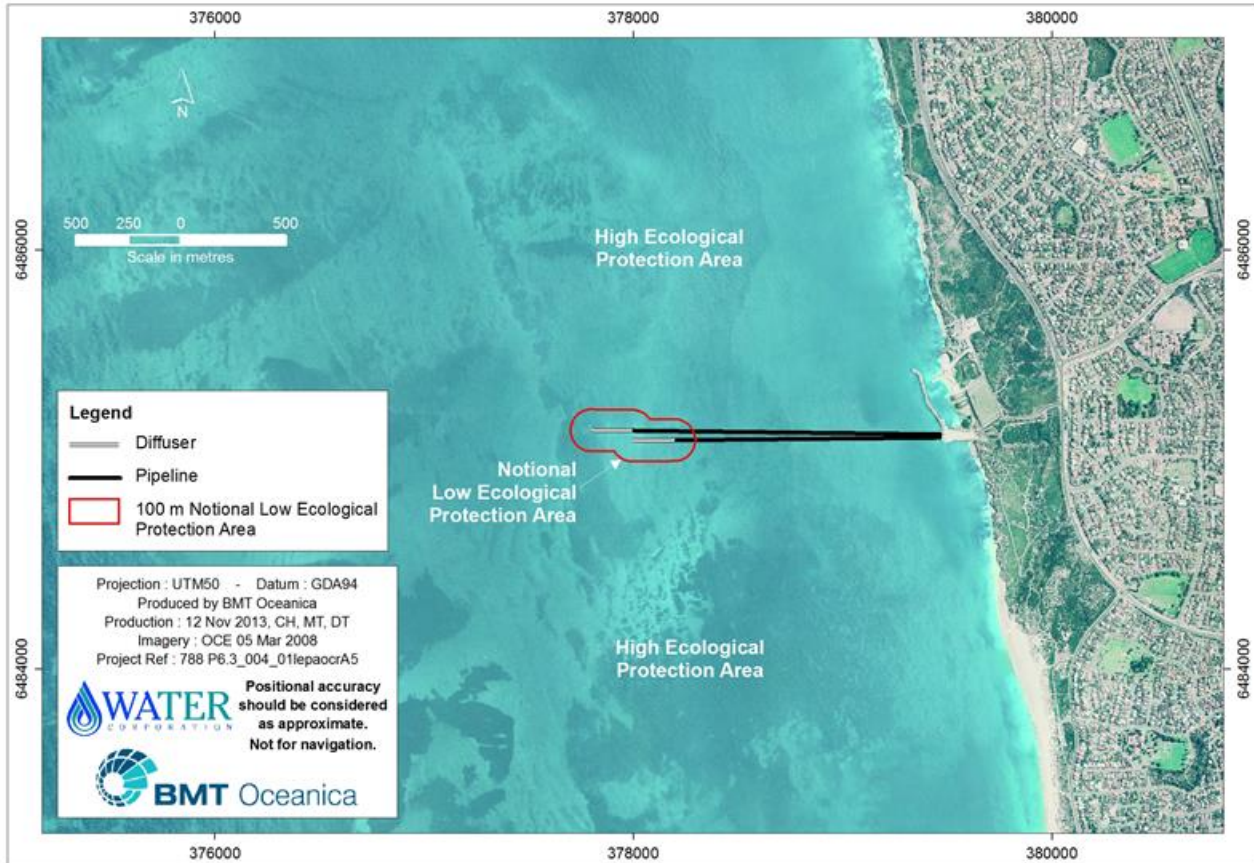 376000
378000
380000
N
500 250 0 500
Scale in metres
6486000
6486000
High Ecological
Protection Area
Legend
Diffuser
Pipeline
100 m Notional Low Ecological
Protection Area
Notional
Low Ecological
Protection Area
Projection : UTM50 - Datum : GDA94
Produced by BMT Oceanica
Production : 12 Nov 2013, CH, MT, DT
Imagery : OCE 05 Mar 2008
Project Ref : 788 P6.3_004_01lepaocrA5
WATER
CORPORATION
Positional accuracy
should be considered
as approximate.
Not for navigation.
BMT Oceanica
High Ecological
Protection Area
6484000
6484000
376000
378000
380000